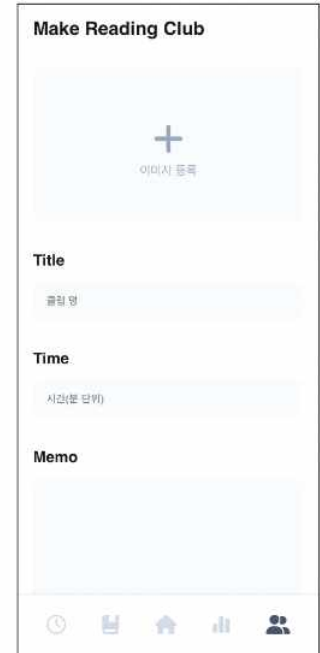 Make Reading Club
이미지 등록
Title
클럽 명
Time
시간(분 단위)
Memo